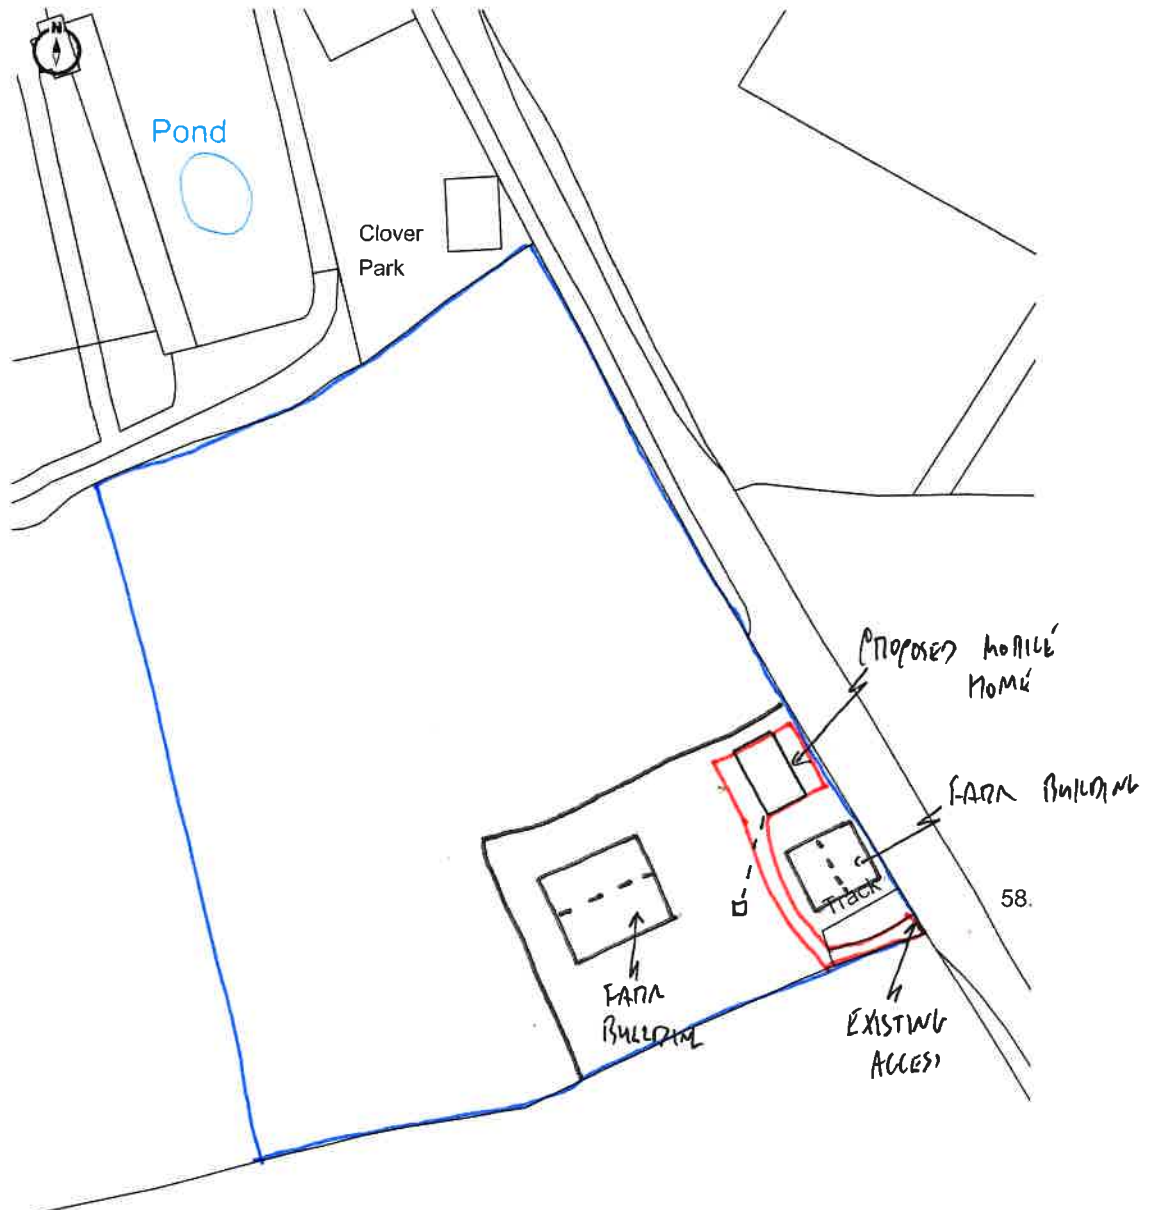 N
Pond
Clover
Park
PROPOSED MOBILE
HOME
FARM BUILDING
58.
Track
FARM
BUILDING
EXISTING
ACCESS